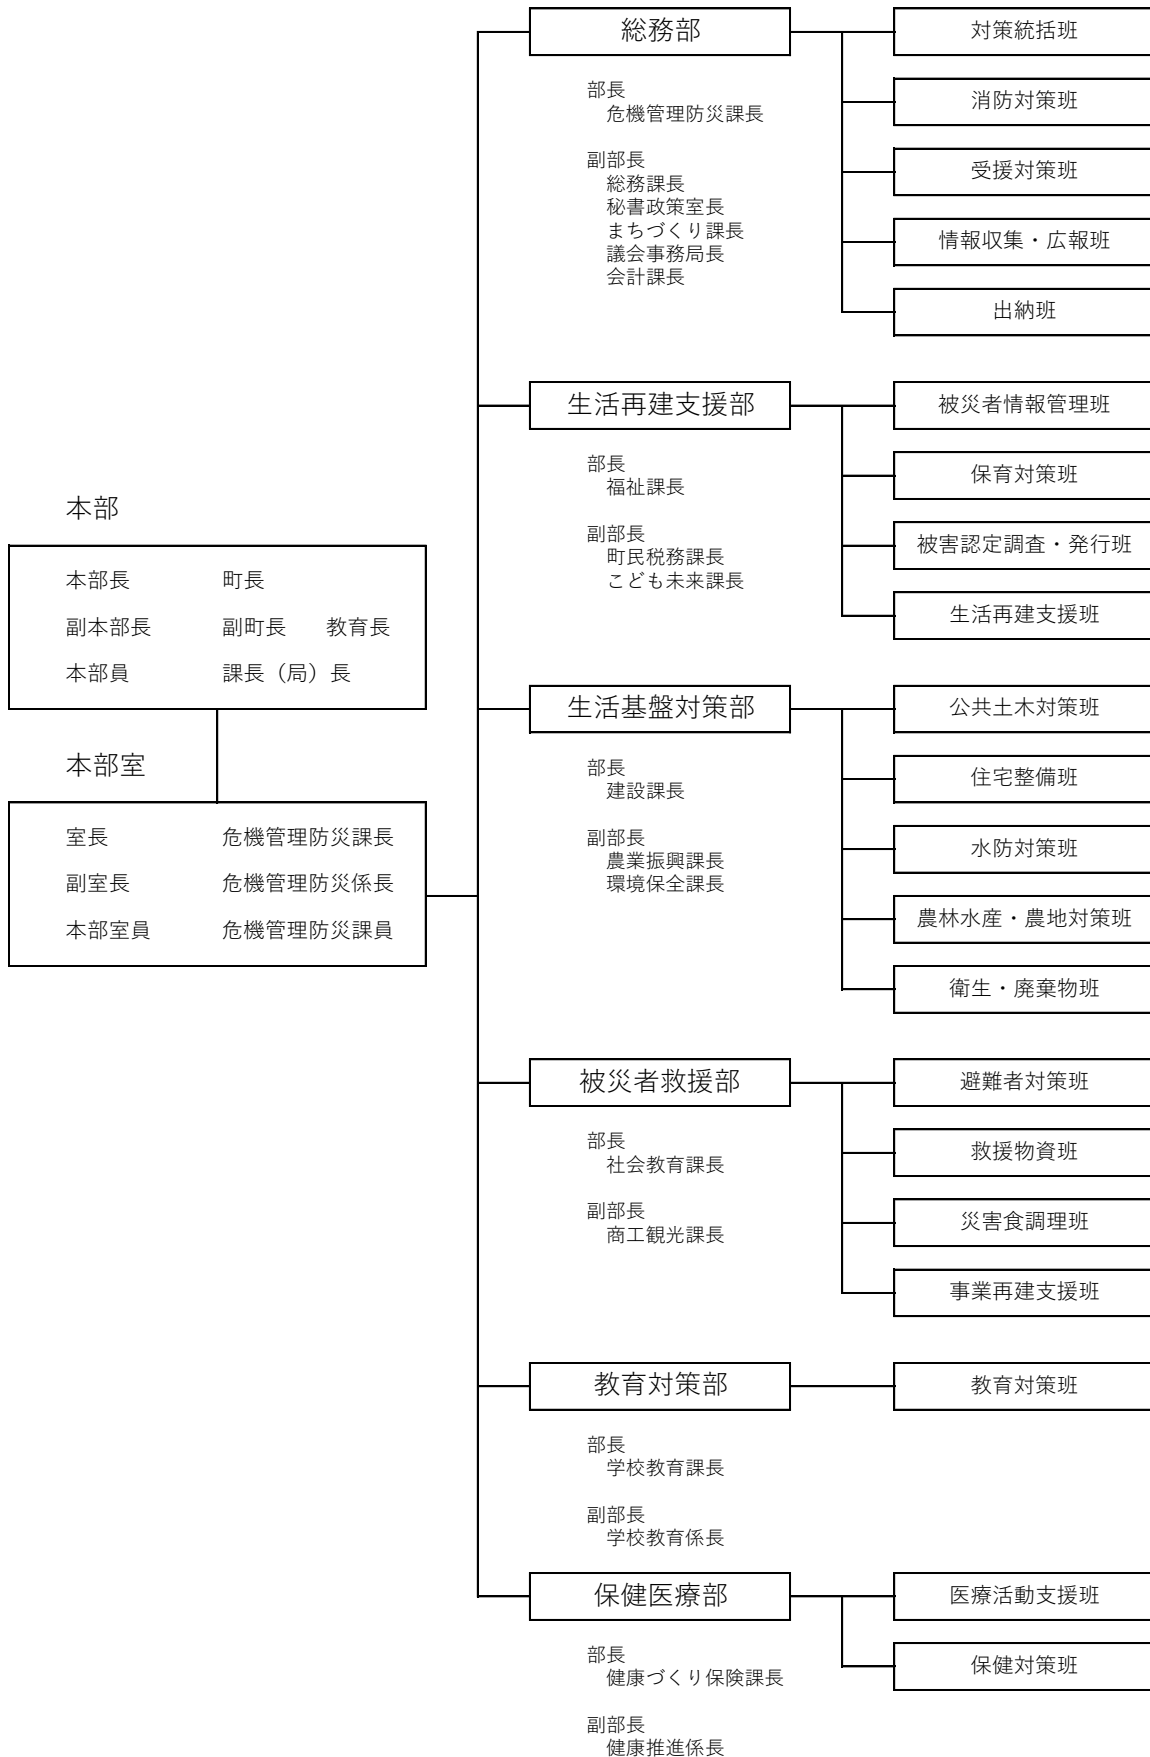 本部
本部長 町長
副本部長 副町長 教育長
本部員 課長（局）長
本部室
室長 危機管理防災課長
副室長 危機管理防災係長
本部室員 危機管理防災課員
総務部
部長
危機管理防災課長
副部長
総務課長
秘書政策室長
まちづくり課長
議会事務局長
会計課長
対策統括班
消防対策班
受援対策班
情報収集・広報班
出納班
生活再建支援部
部長
福祉課長
副部長
町民税務課長
こども未来課長
被災者情報管理班
保育対策班
被害認定調査・発行班
生活再建支援班
生活基盤対策部
部長
建設課長
副部長
農業振興課長
環境保全課長
公共土木対策班
住宅整備班
水防対策班
農林水産・農地対策班
衛生・廃棄物班
被災者救援部
部長
社会教育課長
副部長
商工観光課長
避難者対策班
救援物資班
災害食調理班
事業再建支援班
教育対策部
部長
学校教育課長
副部長
学校教育係長
教育対策班
保健医療部
部長
健康づくり保険課長
副部長
健康推進係長
医療活動支援班
保健対策班